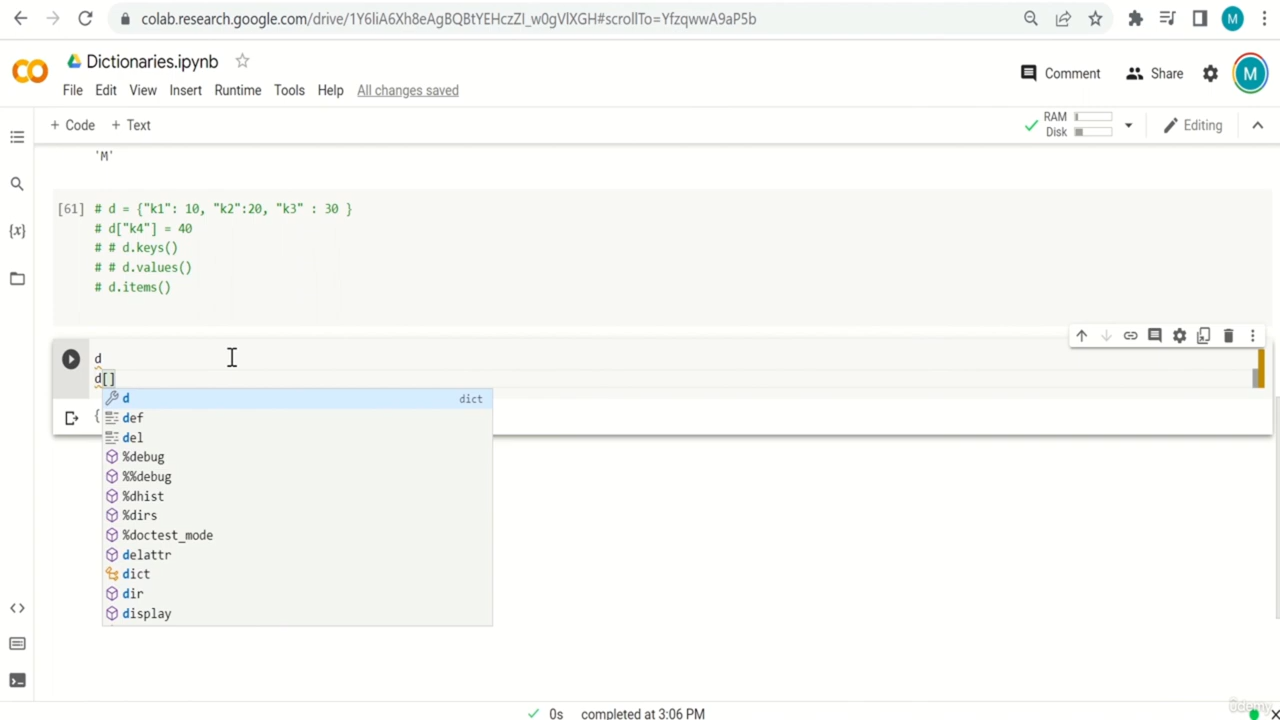 colab.research.google.com/drive/1Y6liA6Xh8eAgBQBtYEHczZI_w0gVlXGH#scrollTo=YfzqwwA9aP5b
M
CO
Dictionaries.ipynb
Comment
Share
M
File Edit View Insert Runtime Tools Help All changes saved
+ Code + Text
RAM
Disk
Editing
'M'
[61] # d = {"k1": 10, "k2":20, "k3" : 30 }
# d["k4"] = 40
# # d.keys()
# # d.values()
# d.items()
{x}
d
d[]
{
d dict
def
del
%debug
%%debug
%dhist
%dirs
%doctest_mode
delattr
dict
dir
display
0s completed at 3:06 PM
ûdemy